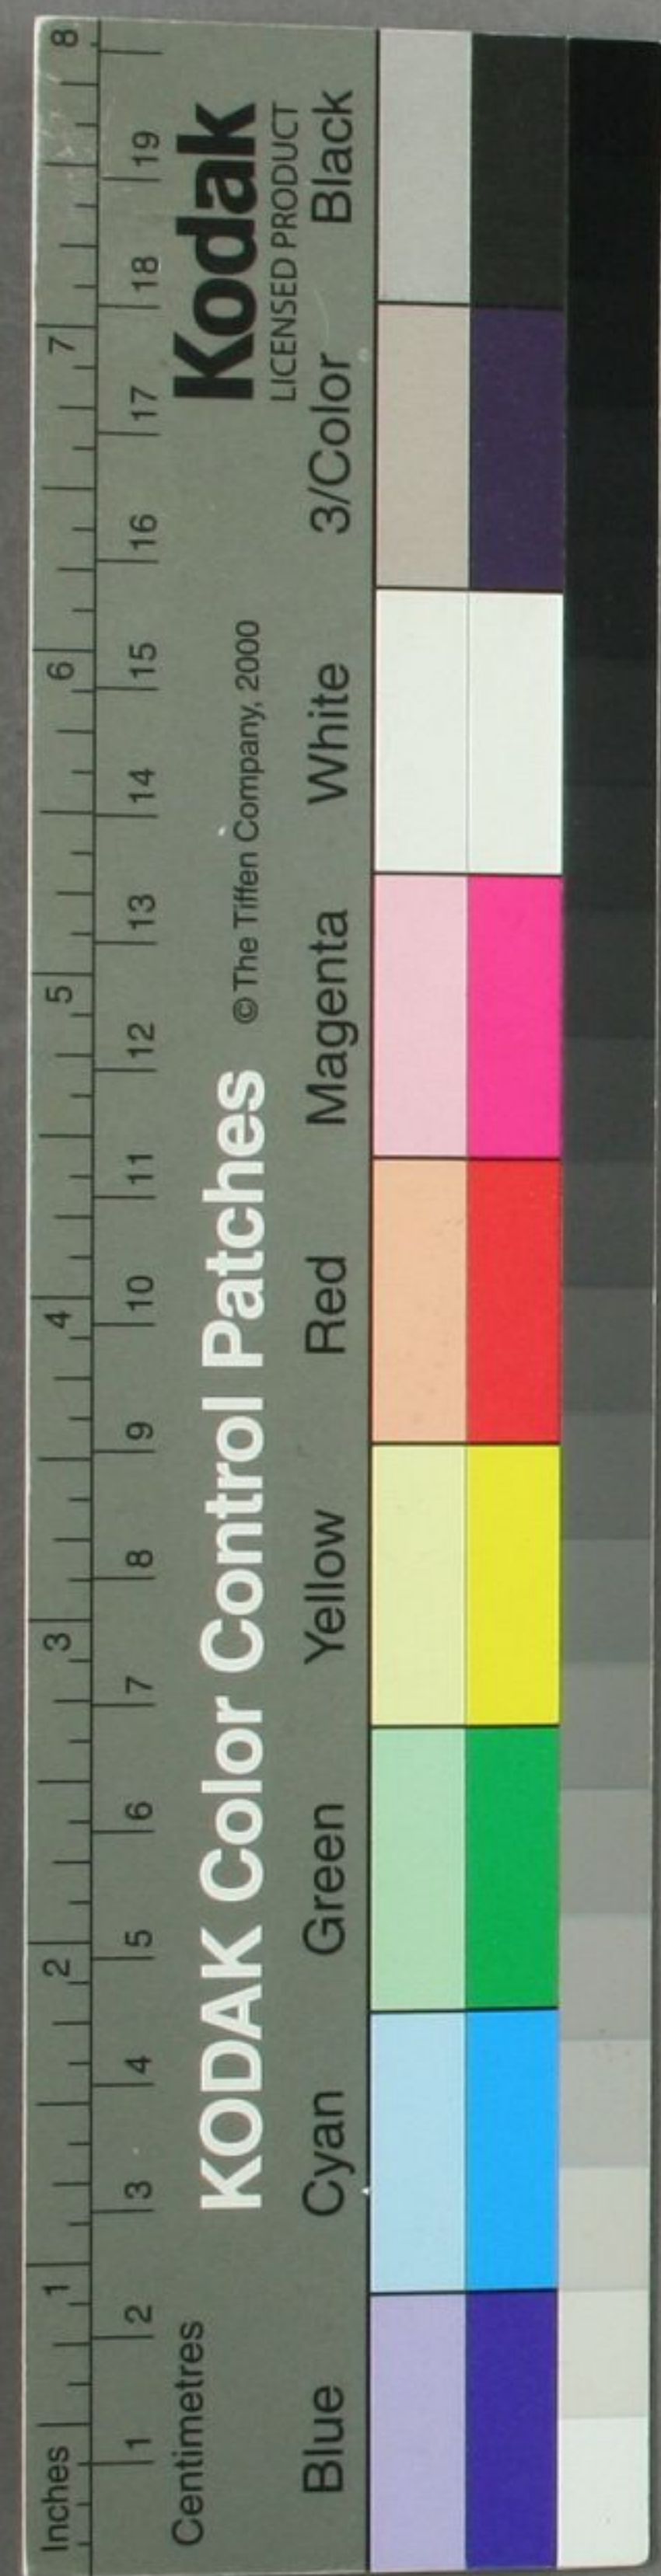 Inches 1 2 3 4 5 6 7 8
1 2 3 4 5 6 7 8 9 10 11 12 13 14 15 16 17 18 19
Centimetres
KODAK Color Control Patches © The Tiffen Company, 2000 Kodak
LICENSED PRODUCT
Blue Cyan Green Yellow Red Magenta White 3/Color Black